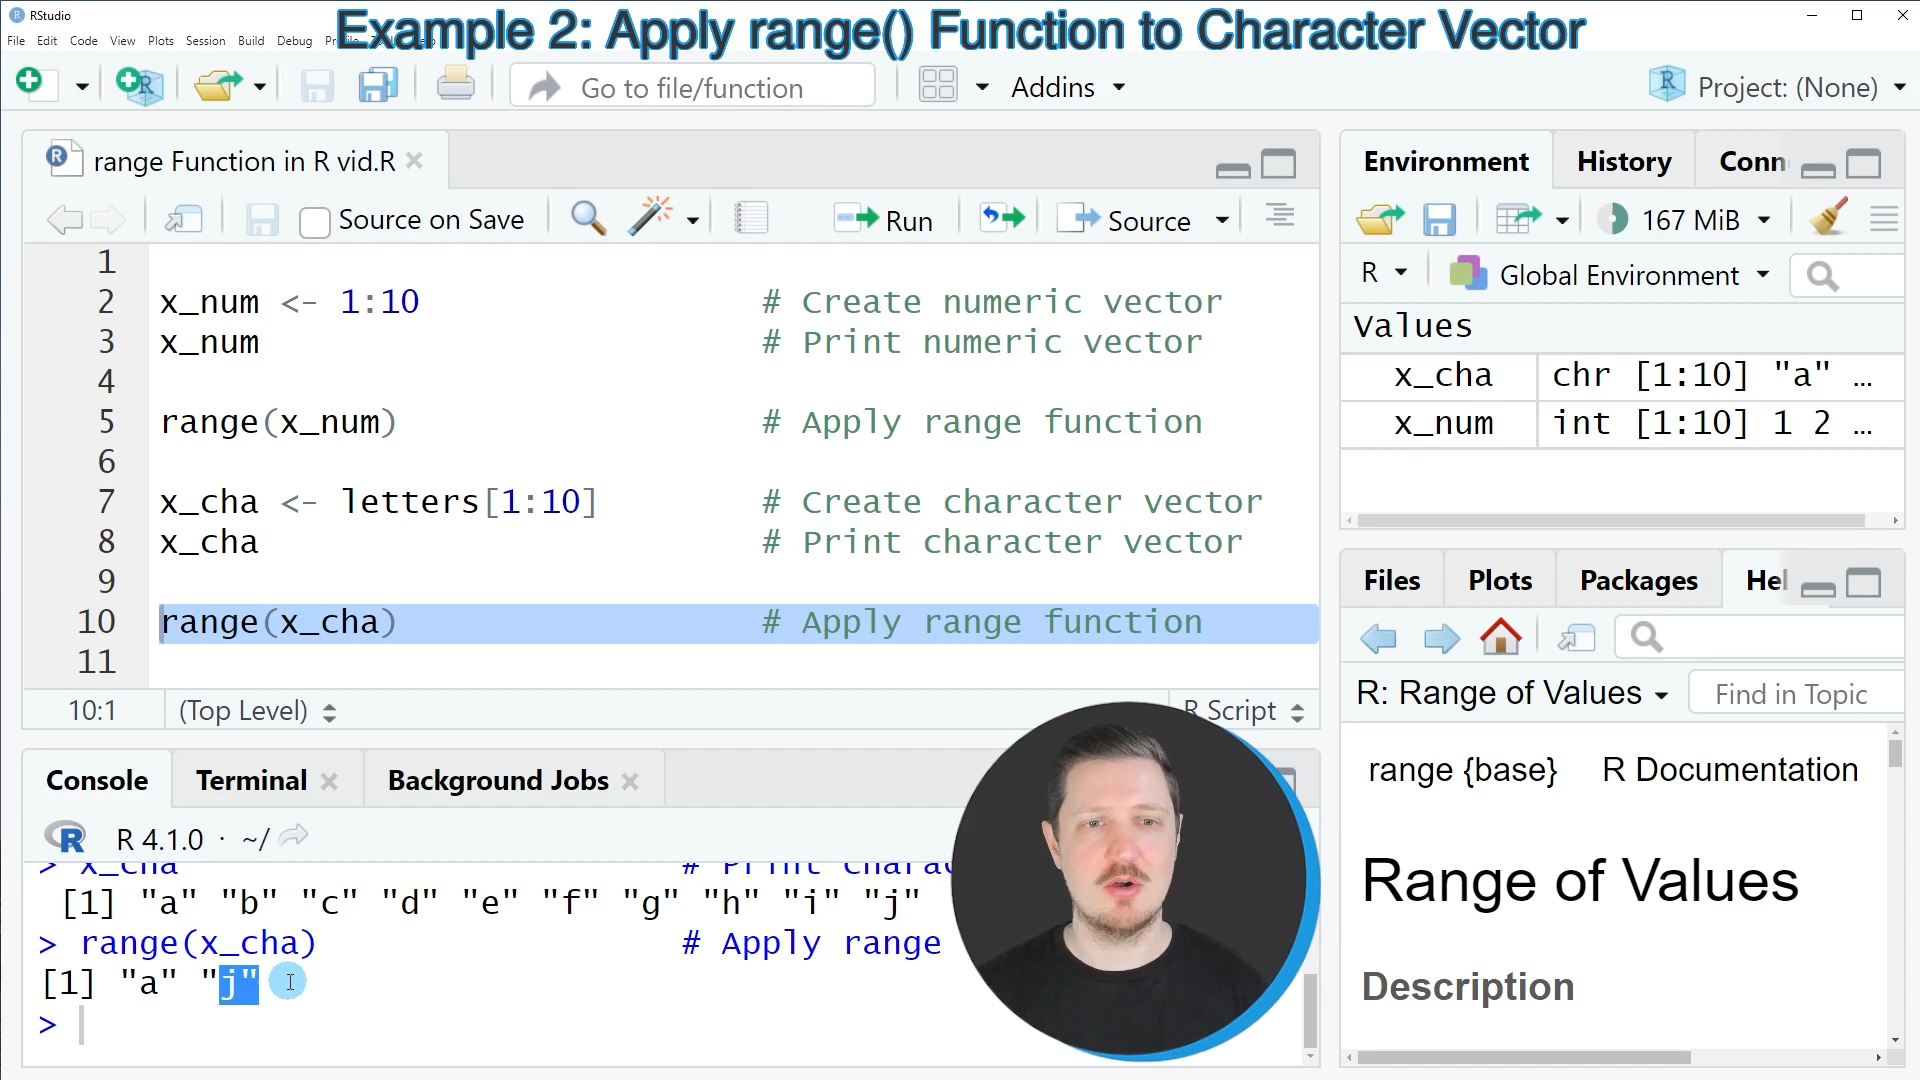 RStudio
Example 2: Apply range() Function to Character Vector
File Edit Code View Plots Session Build Debug
Go to file/function
Addins
Project: (None)
range Function in R vid.R
Source on Save
Run
Source
1
2 x_num <- 1:10 # Create numeric vector
3 x_num # Print numeric vector
4
5 range(x_num) # Apply range function
6
7 x_cha <- letters[1:10] # Create character vector
8 x_cha # Print character vector
9
10 range(x_cha) # Apply range function
11
10:1 (Top Level) R Script
Console Terminal Background Jobs
R 4.1.0 · ~/
> x_cha # Print charac
[1] "a" "b" "c" "d" "e" "f" "g" "h" "i" "j"
> range(x_cha) # Apply range
[1] "a" "j"
>
Environment History Conn
167 MiB
R Global Environment
Values
x_cha chr [1:10] "a" …
x_num int [1:10] 1 2 …
Files Plots Packages Hel
R: Range of Values Find in Topic
range {base} R Documentation
Range of Values
Description